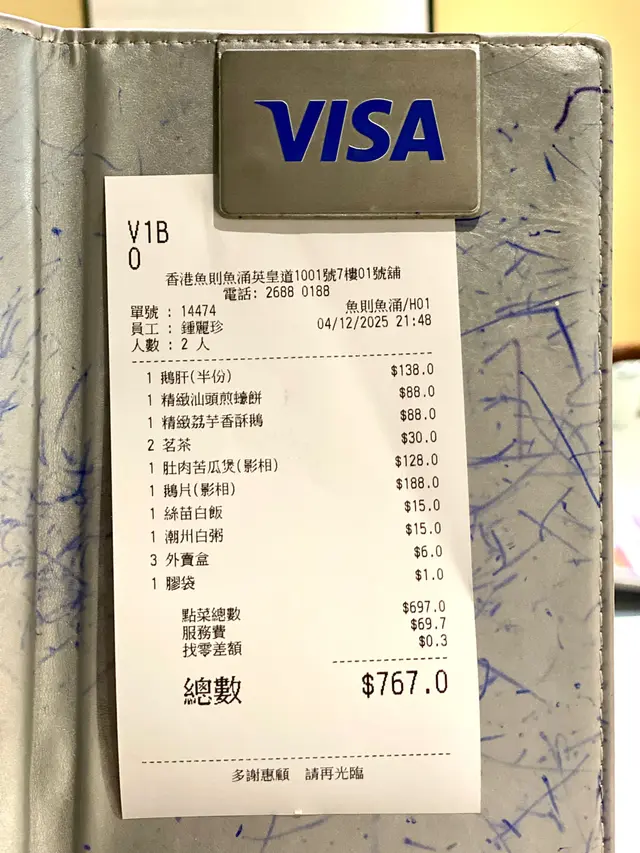 VISA
V1B
0
香港魚則魚涌英皇道1001號7樓01號舖
電話: 2688 0188
單號 : 14474 魚則魚涌/H01
員工 : 鍾麗珍 04/12/2025 21:48
人數 : 2 人
1 鵝肝(半份) $138.0
1 精緻汕頭煎蠔餅 $88.0
1 精緻荔芋香酥鵝 $88.0
2 茗茶 $30.0
1 肚肉苦瓜煲(影相) $128.0
1 鵝片(影相) $188.0
1 絲苗白飯 $15.0
1 潮州白粥 $15.0
3 外賣盒 $6.0
1 膠袋 $1.0
點菜總數 $697.0
服務費 $69.7
找零差額 $0.3
總數 $767.0
多謝惠顧 請再光臨